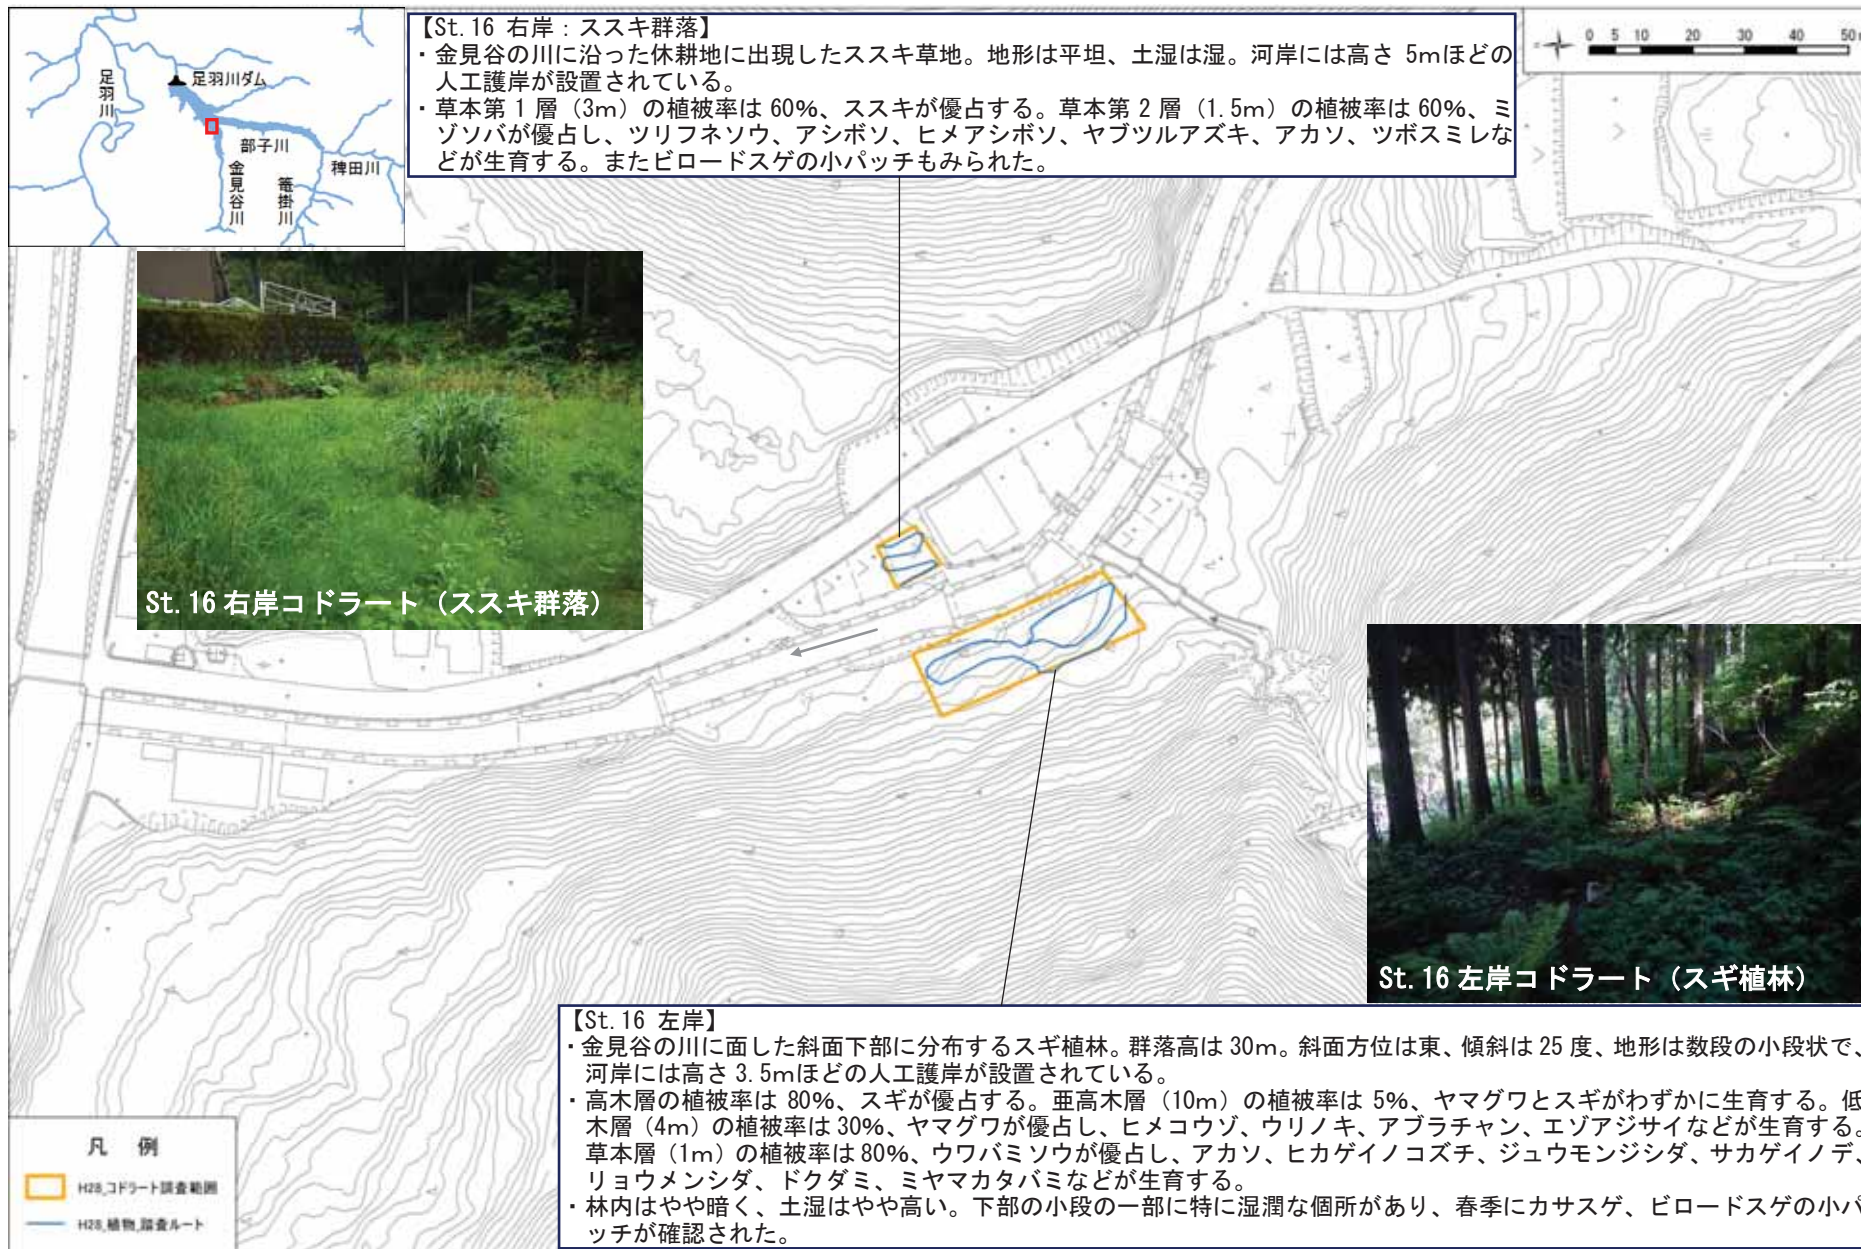 【St.16 右岸：ススキ群落】
・金見谷の川に沿った休耕地に出現したススキ草地。地形は平坦、土湿は湿。河岸には高さ 5mほどの
人工護岸が設置されている。
・草本第 1 層（3m）の植被率は 60%、ススキが優占する。草本第 2 層（1.5m）の植被率は 60%、ミ
ゾソバが優占し、ツリフネソウ、アシボソ、ヒメアシボソ、ヤブツルアズキ、アカソ、ツボスミレな
どが生育する。またビロードスゲの小パッチもみられた。
足羽川
足羽川ダム
部子川
金見谷川
篭掛川
稗田川
0 5 10 20 30 40 50
St.16 右岸コドラート（ススキ群落）
St.16 左岸コドラート（スギ植林）
【St.16 左岸】
・金見谷の川に面した斜面下部に分布するスギ植林。群落高は 30m。斜面方位は東、傾斜は 25 度、地形は数段の小段状で、
河岸には高さ 3.5mほどの人工護岸が設置されている。
・高木層の植被率は 80%、スギが優占する。亜高木層（10m）の植被率は 5%、ヤマグワとスギがわずかに生育する。低
木層（4m）の植被率は 30%、ヤマグワが優占し、ヒメコウゾ、ウリノキ、アブラチャン、エゾアジサイなどが生育する。
草本層（1m）の植被率は 80%、ウワバミソウが優占し、アカソ、ヒカゲイノコズチ、ジュウモンジシダ、サカゲイノデ、
リョウメンシダ、ドクダミ、ミヤマカタバミなどが生育する。
・林内はやや暗く、土湿はやや高い。下部の小段の一部に特に湿潤な個所があり、春季にカサスゲ、ビロードスゲの小パ
ッチが確認された。
凡 例
H28_コドラート調査範囲
H28_植物_踏査ルート